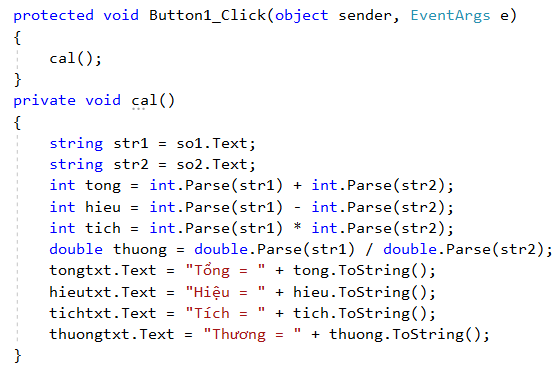 protected void Button1_Click(object sender, EventArgs e)
{
    cal();
}
private void cal()
{
    string str1 = so1.Text;
    string str2 = so2.Text;
    int tong = int.Parse(str1) + int.Parse(str2);
    int hieu = int.Parse(str1) - int.Parse(str2);
    int tich = int.Parse(str1) * int.Parse(str2);
    double thuong = double.Parse(str1) / double.Parse(str2);
    tongtxt.Text = "Tổng = " + tong.ToString();
    hieutxt.Text = "Hiệu = " + hieu.ToString();
    tichtxt.Text = "Tích = " + tich.ToString();
    thuongtxt.Text = "Thương = " + thuong.ToString();
}